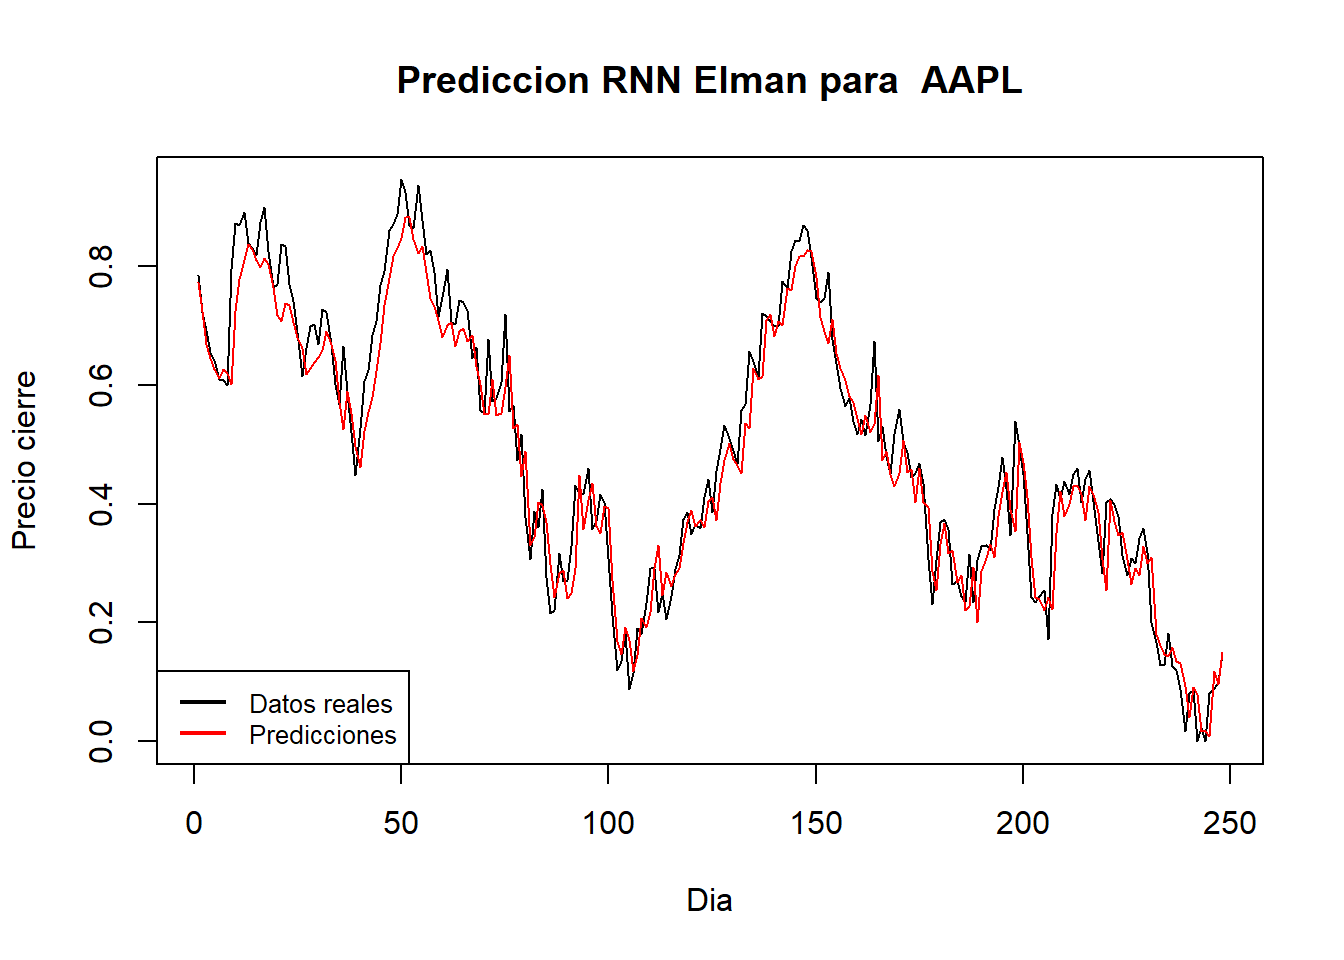 Prediccion RNN Elman para  AAPL
Precio cierre
0.8
0.6
0.4
0.2
0.0
Datos reales
Predicciones
0 50 100 150 200 250
Dia